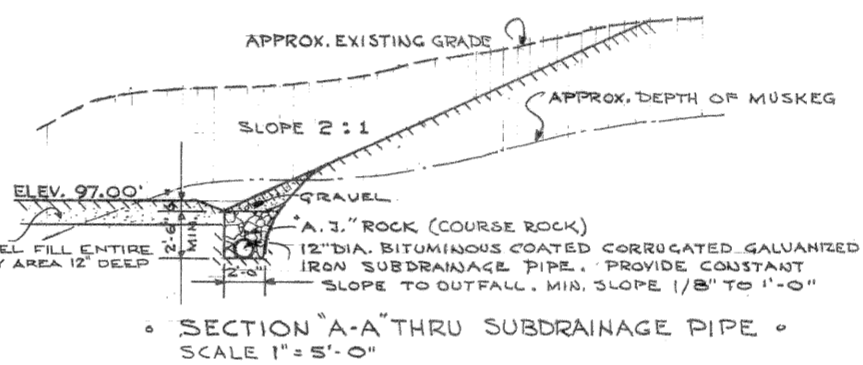 APPROX. EXISTING GRADE
APPROX. DEPTH OF MUSKEG
SLOPE 2:1
ELEV. 97.00'
6"
2'-6" MIN.
GRAVEL
"A.J." ROCK (COURSE ROCK)
EL FILL ENTIRE
AREA 12" DEEP
12" DIA. BITUMINOUS COATED CORRUGATED GALVANIZED
IRON SUBDRAINAGE PIPE. PROVIDE CONSTANT
SLOPE TO OUTFALL. MIN. SLOPE 1/8" TO 1'-0"
2'-0"
SECTION "A-A" THRU SUBDRAINAGE PIPE
SCALE 1" = 5'-0"